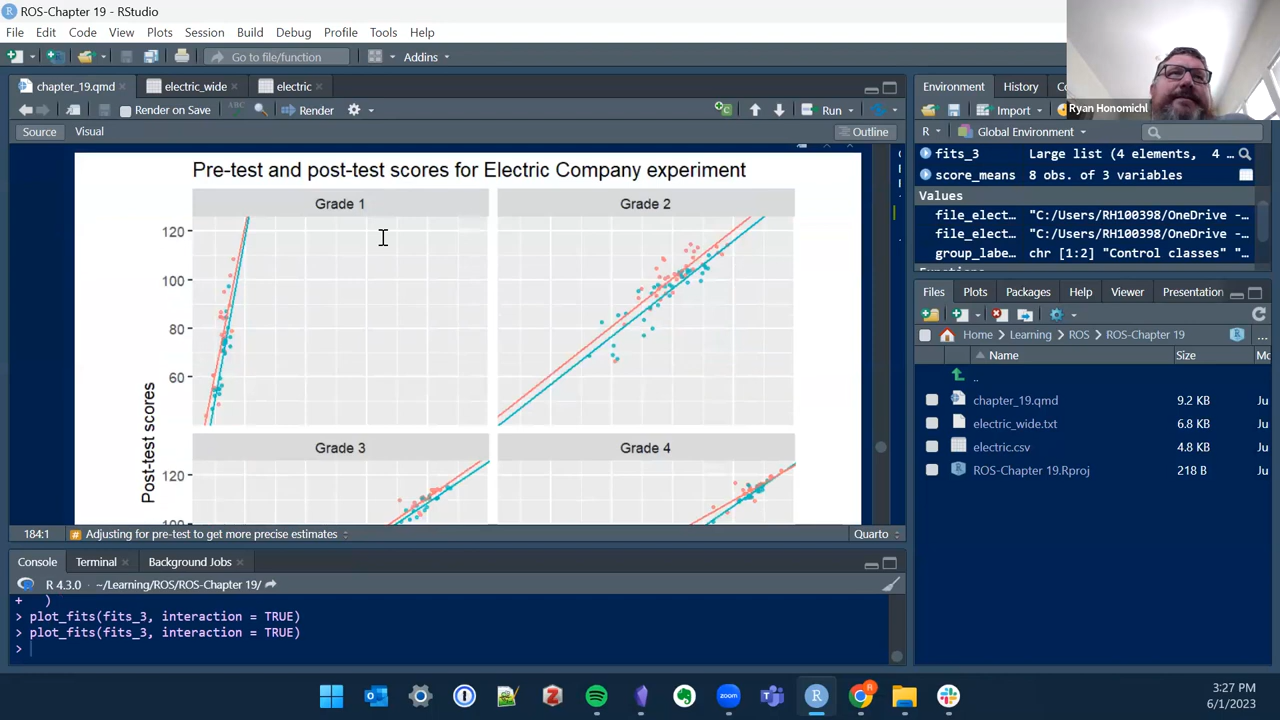 ROS-Chapter 19 - RStudio
File Edit Code View Plots Session Build Debug Profile Tools Help
Go to file/function Addins
chapter_19.qmd electric_wide electric
Render on Save ABC Render Run
Source Visual Outline
Pre-test and post-test scores for Electric Company experiment
Grade 1 Grade 2
120
100
80
60
Post-test scores
Grade 3 Grade 4
120
100
184:1 # Adjusting for pre-test to get more precise estimates Quarto
Console Terminal Background Jobs
R 4.3.0 · ~/Learning/ROS/ROS-Chapter 19/
+ )
> plot_fits(fits_3, interaction = TRUE)
> plot_fits(fits_3, interaction = TRUE)
>
Ryan Honomichl
Environment History
Import
R Global Environment
fits_3 Large list (4 elements, 4 …
score_means 8 obs. of 3 variables
Values
file_elect… "C:/Users/RH100398/OneDrive -…
file_elect… "C:/Users/RH100398/OneDrive -…
group_labe… chr [1:2] "Control classes" "…
Files Plots Packages Help Viewer Presentation
Home Learning ROS ROS-Chapter 19 ...
Name Size Mo
..
chapter_19.qmd 9.2 KB Ju
electric_wide.txt 6.8 KB Ju
electric.csv 4.8 KB Ju
ROS-Chapter 19.Rproj 218 B Ju
3:27 PM
6/1/2023